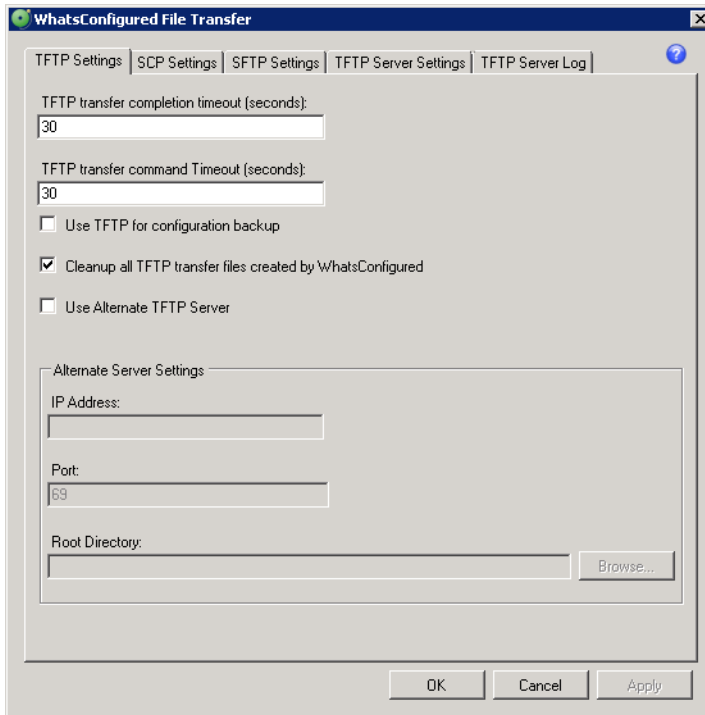 WhatsConfigured File Transfer
TFTP Settings SCP Settings SFTP Settings TFTP Server Settings TFTP Server Log
TFTP transfer completion timeout (seconds):
30
TFTP transfer command Timeout (seconds):
30
Use TFTP for configuration backup
Cleanup all TFTP transfer files created by WhatsConfigured
Use Alternate TFTP Server
Alternate Server Settings
IP Address:
Port:
69
Root Directory:
Browse...
OK Cancel Apply